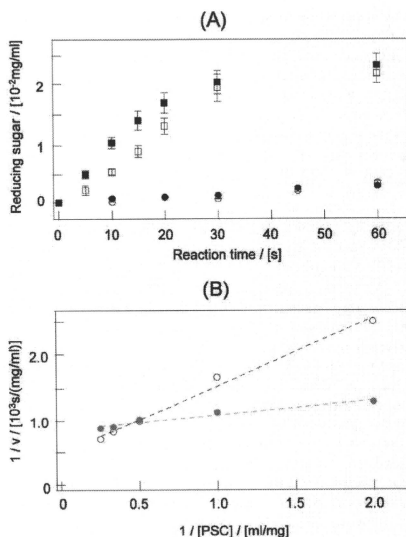 (A)
Reducing sugar / [10⁻²mg/ml]
2
1
0
0 10 20 30 40 50 60
Reaction time / [s]
(B)
1 / v / [10³s/(mg/ml)]
2.0
1.0
0
0 0.5 1.0 1.5 2.0
1 / [PSC] / [ml/mg]